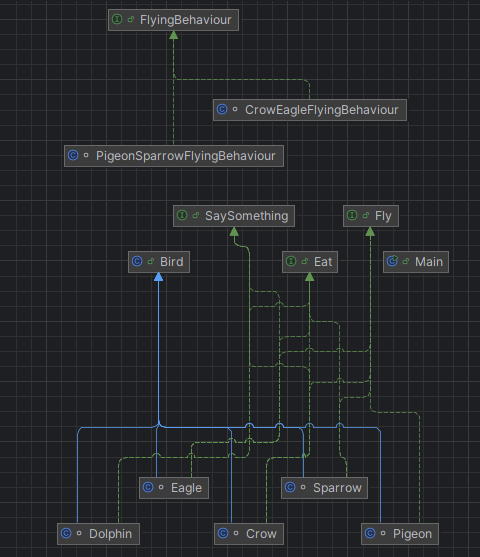 FlyingBehaviour
CrowEagleFlyingBehaviour
PigeonSparrowFlyingBehaviour
SaySomething
Fly
Bird
Eat
Main
Eagle
Sparrow
Dolphin
Crow
Pigeon